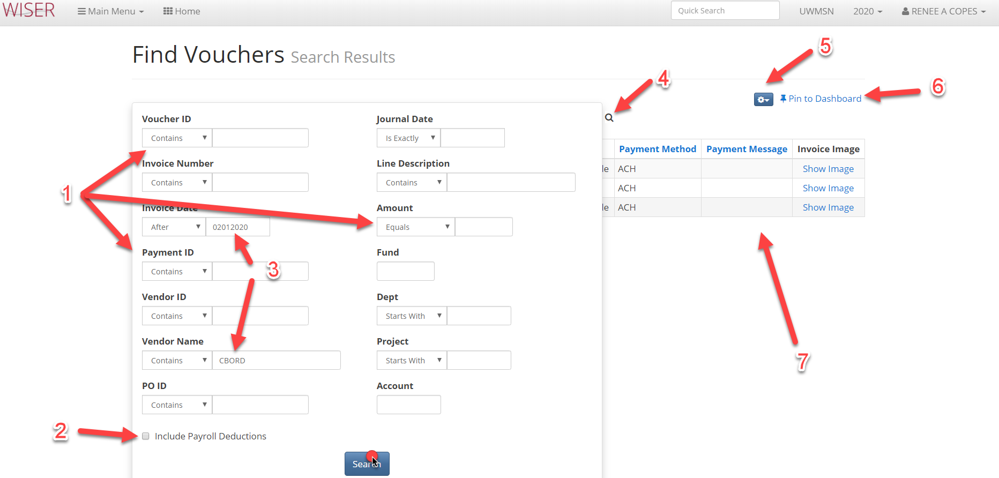 WISER Main Menu Home Quick Search UWMSN 2020 RENEE A COPES
Find Vouchers Search Results
5
4
6
Pin to Dashboard
Voucher ID Journal Date
Contains Is Exactly
Payment Method Payment Message Invoice Image
Invoice Number Line Description
le ACH Show Image
Contains Contains
ACH Show Image
1
Invoice Date Amount
le ACH Show Image
After 02012020 Equals
Payment ID Fund
Contains
3
Vendor ID Dept
Contains Starts With
Vendor Name Project
Contains CBORD Starts With
7
PO ID Account
Contains
2
Include Payroll Deductions
Search